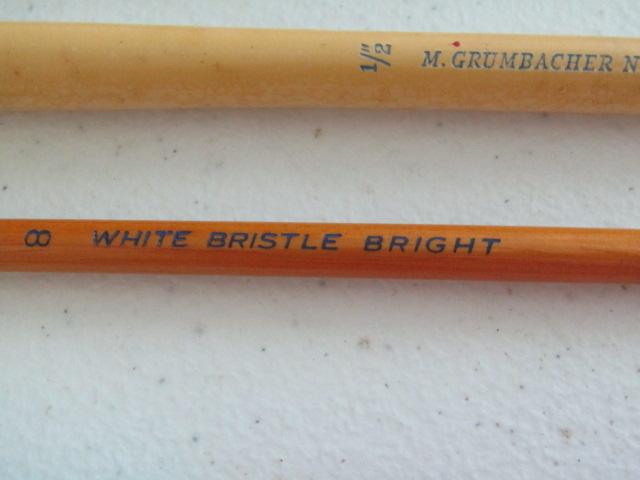 1/2" M. GRUMBACHER N
8 WHITE BRISTLE BRIGHT